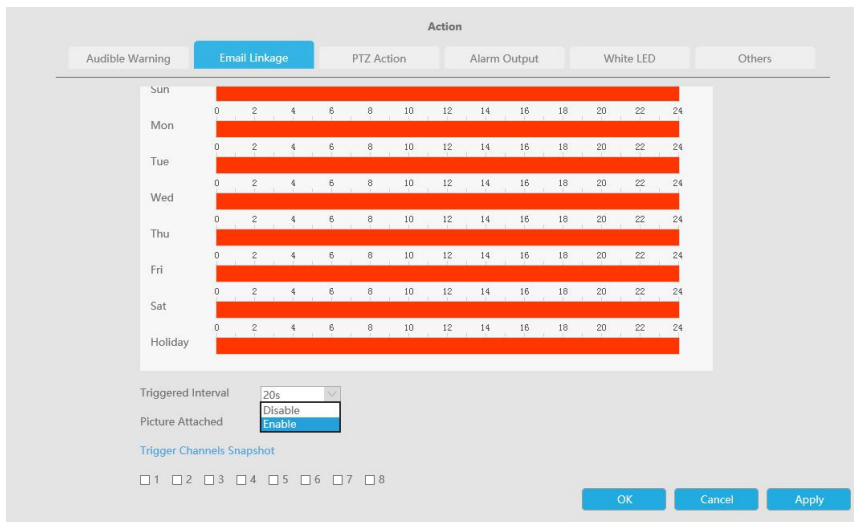 Action
Audible Warning Email Linkage PTZ Action Alarm Output White LED Others
Sun
0 2 4 6 8 10 12 14 16 18 20 22 24
Mon
0 2 4 6 8 10 12 14 16 18 20 22 24
Tue
0 2 4 6 8 10 12 14 16 18 20 22 24
Wed
0 2 4 6 8 10 12 14 16 18 20 22 24
Thu
0 2 4 6 8 10 12 14 16 18 20 22 24
Fri
0 2 4 6 8 10 12 14 16 18 20 22 24
Sat
0 2 4 6 8 10 12 14 16 18 20 22 24
Holiday
Triggered Interval 20s
Disable
Picture Attached Enable
Trigger Channels Snapshot
1 2 3 4 5 6 7 8
OK Cancel Apply